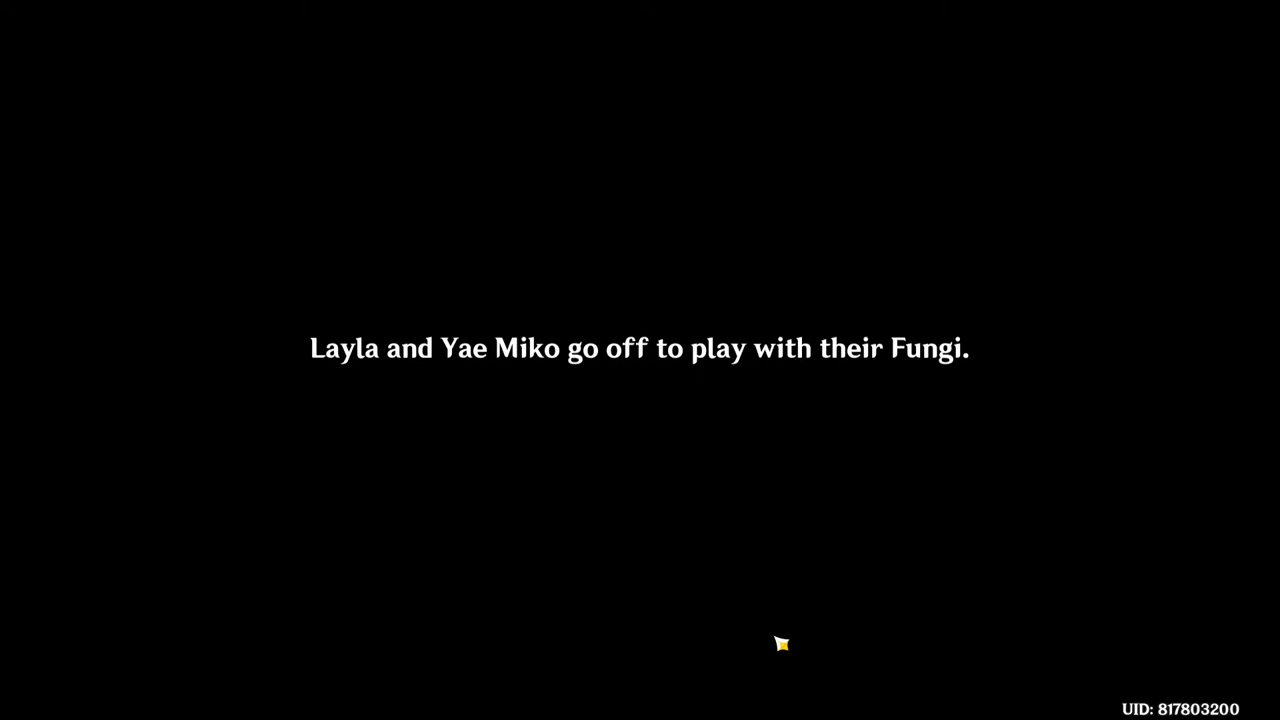 Layla and Yae Miko go off to play with their Fungi.
UID: 817803200